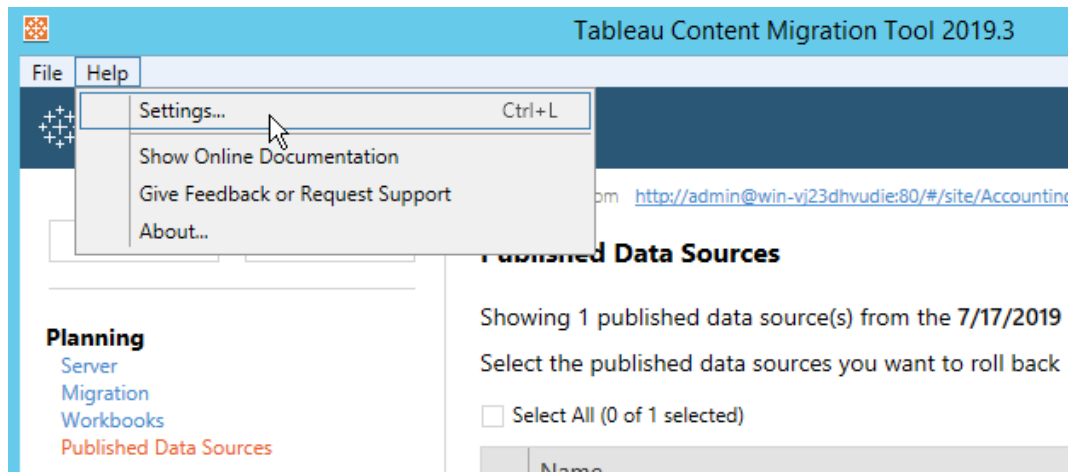 Tableau Content Migration Tool 2019.3
File Help
Settings... Ctrl+L
Show Online Documentation
Give Feedback or Request Support
About...
om http://admin@win-vj23dhvudie:80/#/site/Accounting
Published Data Sources
Showing 1 published data source(s) from the 7/17/2019
Select the published data sources you want to roll back
Select All (0 of 1 selected)
Name
Planning
Server
Migration
Workbooks
Published Data Sources